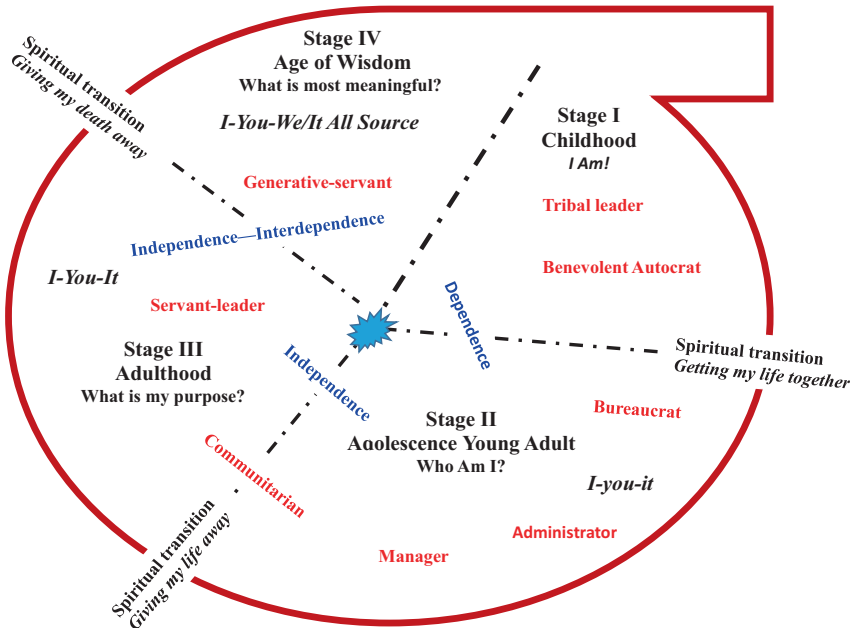 Stage I
Childhood
I Am!
Tribal leader
Benevolent Autocrat
Dependence
Spiritual transition
Getting my life together
Stage II
Adolescence Young Adult
Who Am I?
Bureaucrat
I-you-it
Administrator
Manager
Independence
Communitarian
Spiritual transition
Giving my life away
Stage III
Adulthood
What is my purpose?
Servant-leader
I-You-It
Independence—Interdependence
Spiritual transition
Giving my death away
Stage IV
Age of Wisdom
What is most meaningful?
I-You-We/It All Source
Generative-servant